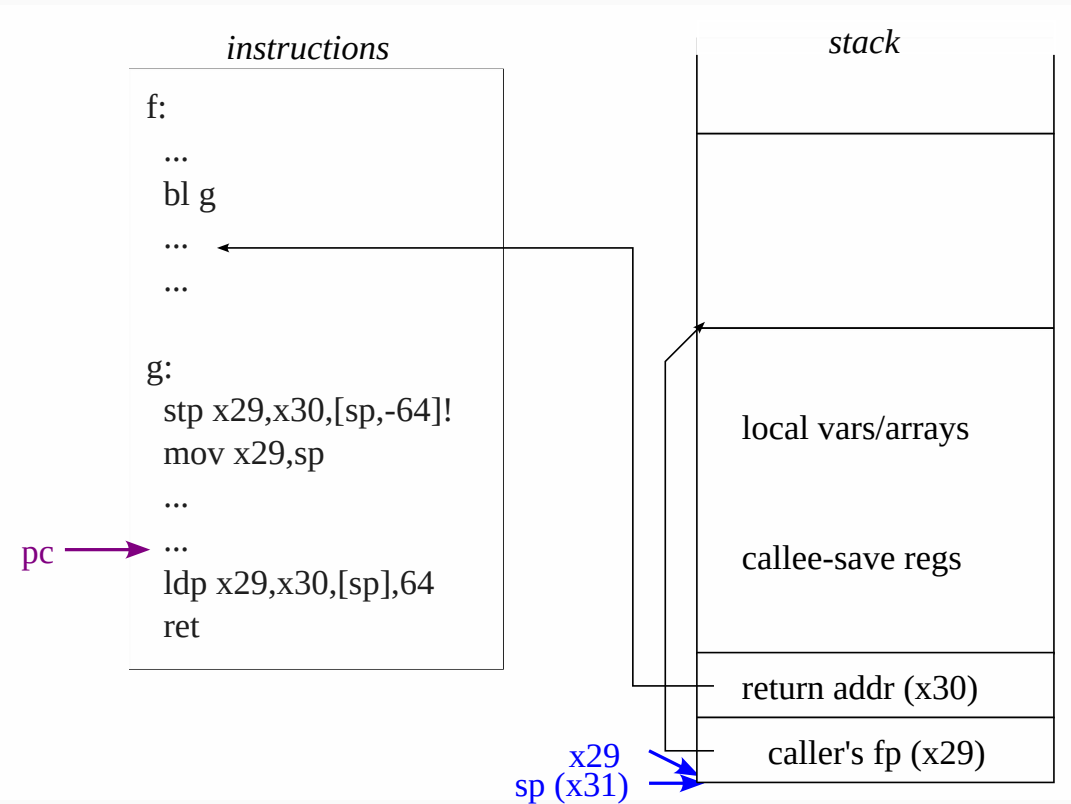 instructions
f:
...
bl g
...
...
g:
stp x29,x30,[sp,-64]!
mov x29,sp
...
...
ldp x29,x30,[sp],64
ret
pc
stack
local vars/arrays
callee-save regs
return addr (x30)
caller's fp (x29)
x29
sp (x31)